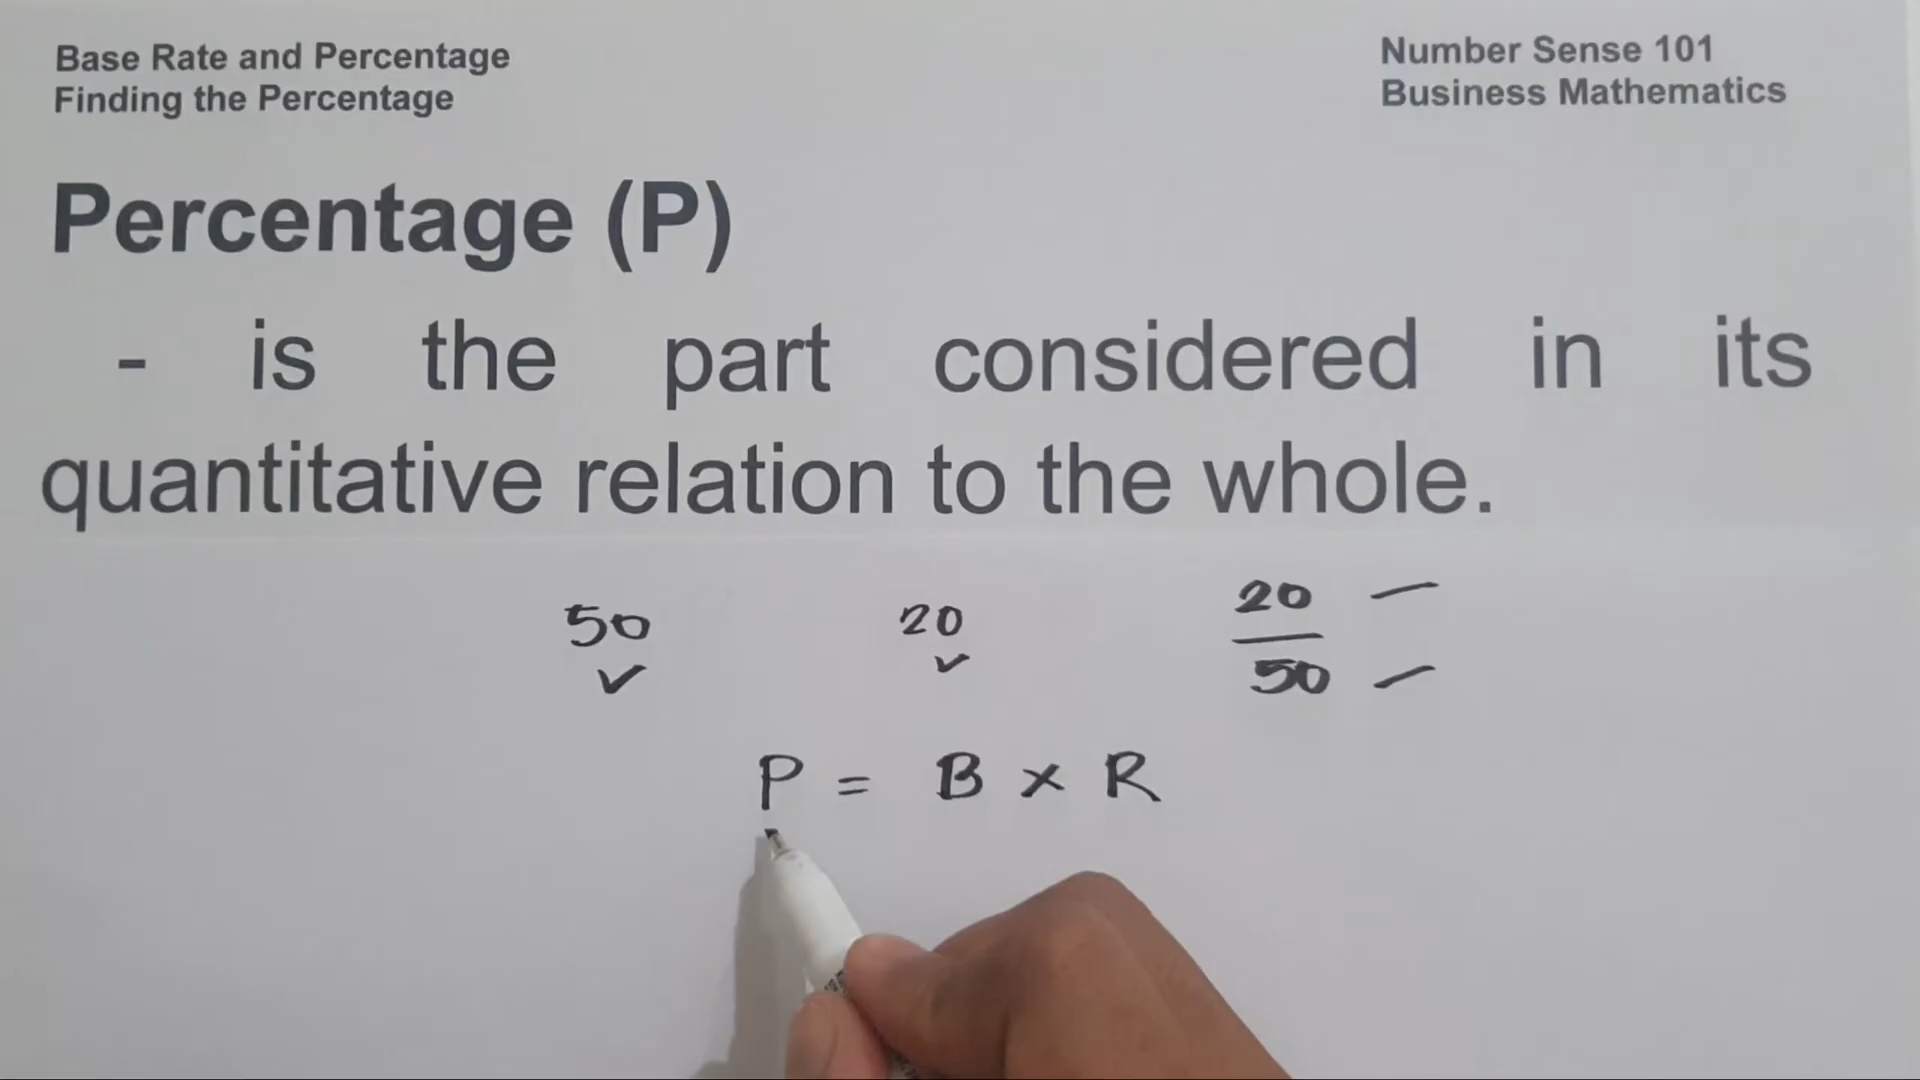 Base Rate and Percentage
Finding the Percentage
Number Sense 101
Business Mathematics
Percentage (P)
- is the part considered in its
quantitative relation to the whole.
50 20 20
50
P = B × R